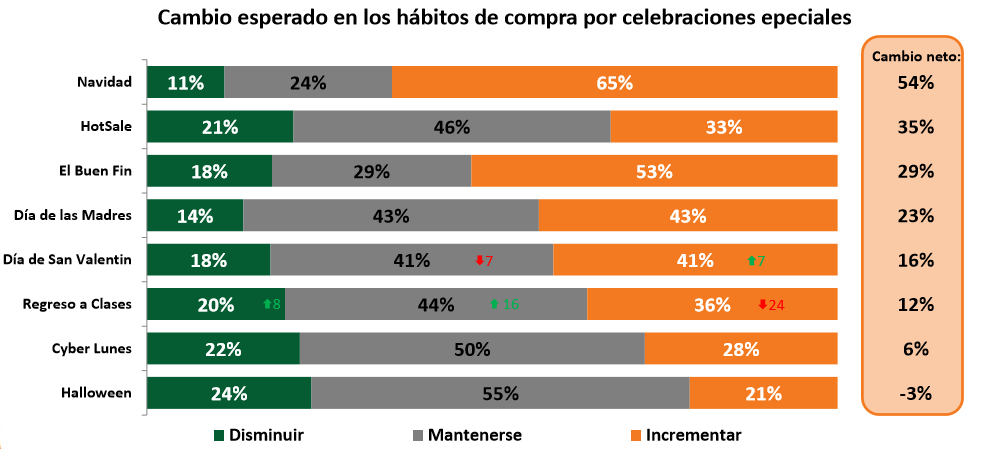 Cambio esperado en los hábitos de compra por celebraciones epeciales
Cambio neto:
Navidad 11% 24% 65% 54%
HotSale 21% 46% 33% 35%
El Buen Fin 18% 29% 53% 29%
Día de las Madres 14% 43% 43% 23%
Día de San Valentin 18% 41% 7 41% 7 16%
Regreso a Clases 20% 8 44% 16 36% 24 12%
Cyber Lunes 22% 50% 28% 6%
Halloween 24% 55% 21% -3%
Disminuir Mantenerse Incrementar